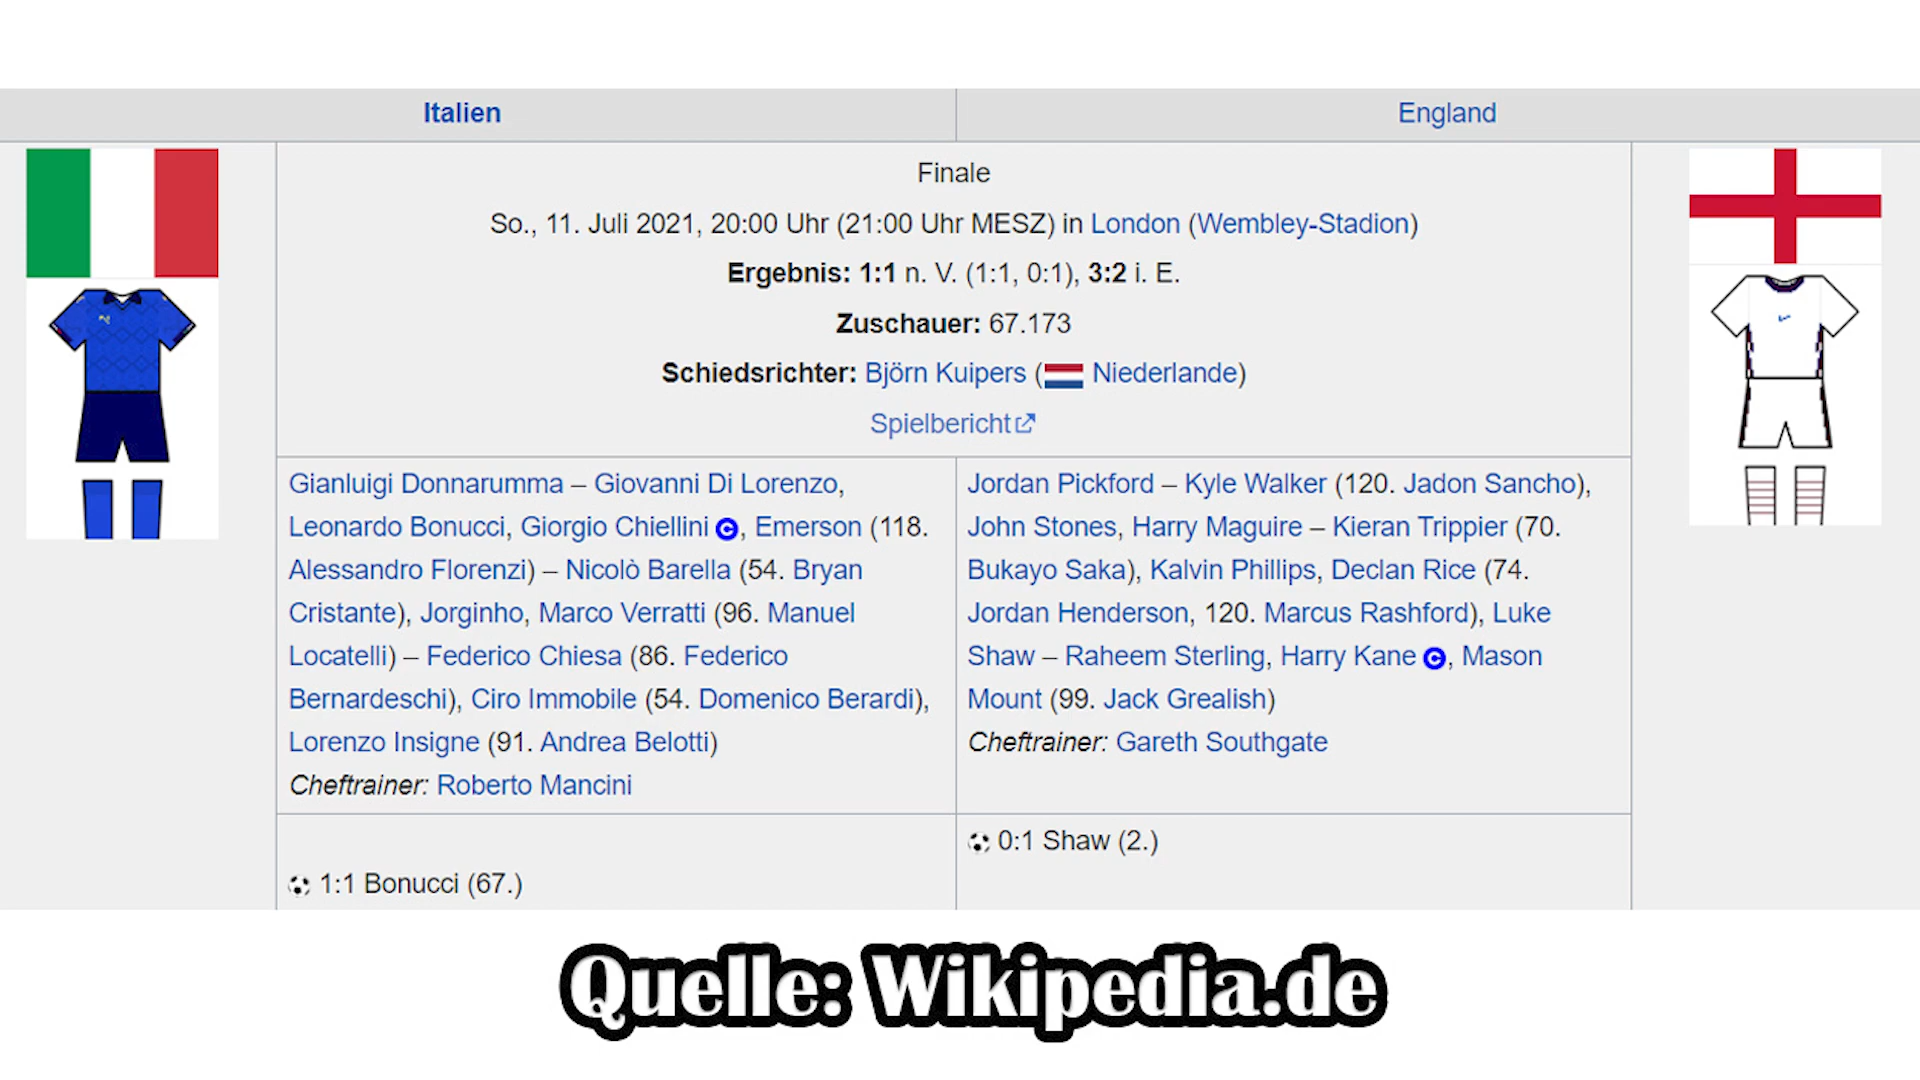 Italien
England
Finale
So., 11. Juli 2021, 20:00 Uhr (21:00 Uhr MESZ) in London (Wembley-Stadion)
Ergebnis: 1:1 n. V. (1:1, 0:1), 3:2 i. E.
Zuschauer: 67.173
Schiedsrichter: Björn Kuipers ( Niederlande)
Spielbericht
Gianluigi Donnarumma – Giovanni Di Lorenzo,
Leonardo Bonucci, Giorgio Chiellini C, Emerson (118.
Alessandro Florenzi) – Nicolò Barella (54. Bryan
Cristante), Jorginho, Marco Verratti (96. Manuel
Locatelli) – Federico Chiesa (86. Federico
Bernardeschi), Ciro Immobile (54. Domenico Berardi),
Lorenzo Insigne (91. Andrea Belotti)
Cheftrainer: Roberto Mancini
Jordan Pickford – Kyle Walker (120. Jadon Sancho),
John Stones, Harry Maguire – Kieran Trippier (70.
Bukayo Saka), Kalvin Phillips, Declan Rice (74.
Jordan Henderson, 120. Marcus Rashford), Luke
Shaw – Raheem Sterling, Harry Kane C, Mason
Mount (99. Jack Grealish)
Cheftrainer: Gareth Southgate
0:1 Shaw (2.)
1:1 Bonucci (67.)
Quelle: Wikipedia.de